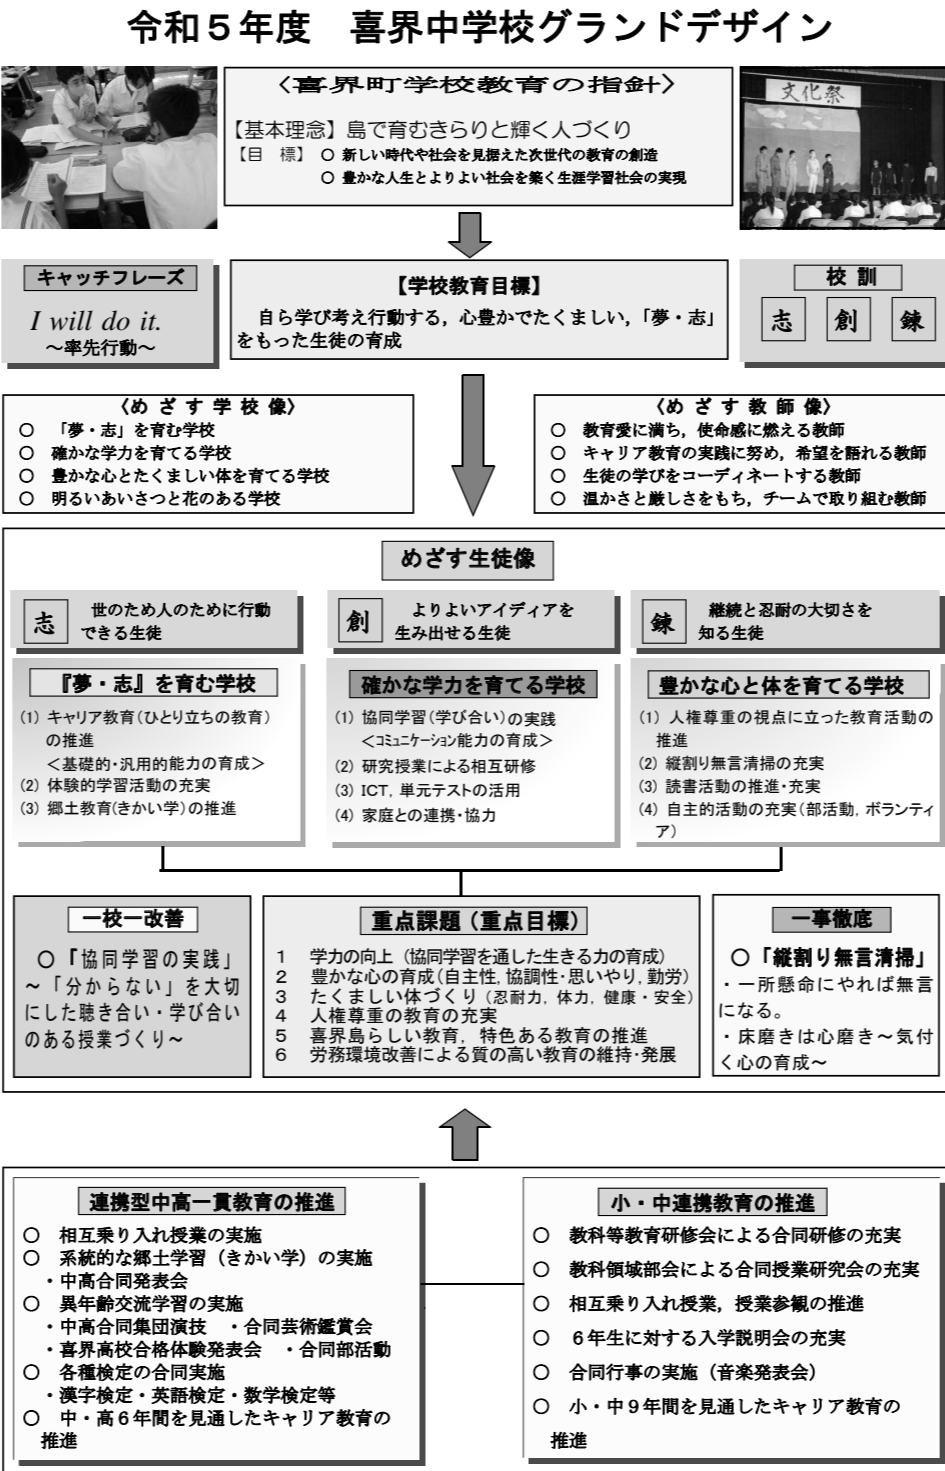 令和５年度　喜界中学校グランドデザイン
〈喜界町学校教育の指針〉
【基本理念】島で育むきらりと輝く人づくり
【目　標】 ○ 新しい時代や社会を見据えた次世代の教育の創造
○ 豊かな人生とよりよい社会を築く生涯学習社会の実現
文化祭
キャッチフレーズ
I will do it.
～率先行動～
【学校教育目標】
自ら学び考え行動する，心豊かでたくましい，「夢・志」
をもった生徒の育成
校 訓
志 創 錬
〈め ざ す 学 校 像〉
○ 「夢・志」を育む学校
○ 確かな学力を育てる学校
○ 豊かな心とたくましい体を育てる学校
○ 明るいあいさつと花のある学校
〈め ざ す 教 師 像〉
○ 教育愛に満ち，使命感に燃える教師
○ キャリア教育の実践に努め，希望を語れる教師
○ 生徒の学びをコーディネートする教師
○ 温かさと厳しさをもち，チームで取り組む教師
めざす生徒像
志 世のため人のために行動
できる生徒
『夢・志』を育む学校
(1) キャリア教育(ひとり立ちの教育)
の推進
＜基礎的・汎用的能力の育成＞
(2) 体験的学習活動の充実
(3) 郷土教育(きかい学)の推進
創 よりよいアイディアを
生み出せる生徒
確かな学力を育てる学校
(1) 協同学習(学び合い)の実践
＜コミュニケーション能力の育成＞
(2) 研究授業による相互研修
(3) ICT，単元テストの活用
(4) 家庭との連携・協力
錬 継続と忍耐の大切さを
知る生徒
豊かな心と体を育てる学校
(1) 人権尊重の視点に立った教育活動の
推進
(2) 縦割り無言清掃の充実
(3) 読書活動の推進・充実
(4) 自主的活動の充実(部活動，ボランティ
ア)
一校一改善
○『協同学習の実践」
～「分からない」を大切
にした聴き合い・学び合い
のある授業づくり～
重点課題（重点目標）
1 学力の向上（協同学習を通した生きる力の育成）
2 豊かな心の育成(自主性，協調性・思いやり，勤労)
3 たくましい体づくり（忍耐力，体力，健康・安全）
4 人権尊重の教育の充実
5 喜界島らしい教育，特色ある教育の推進
6 労務環境改善による質の高い教育の維持・発展
一事徹底
○「縦割り無言清掃」
・一所懸命にやれば無言
になる。
・床磨きは心磨き～気付
く心の育成～
連携型中高一貫教育の推進
○ 相互乗り入れ授業の実施
○ 系統的な郷土学習（きかい学）の実施
・中高合同発表会
○ 異年齢交流学習の実施
・中高合同集団演技 ・合同芸術鑑賞会
・喜界高校合格体験発表会 ・合同部活動
○ 各種検定の合同実施
・漢字検定・英語検定・数学検定等
○ 中・高６年間を見通したキャリア教育の
推進
小・中連携教育の推進
○ 教科等教育研修会による合同研修の充実
○ 教科領域部会による合同授業研究会の充実
○ 相互乗り入れ授業，授業参観の推進
○ ６年生に対する入学説明会の充実
○ 合同行事の実施（音楽発表会）
○ 小・中９年間を見通したキャリア教育の
推進